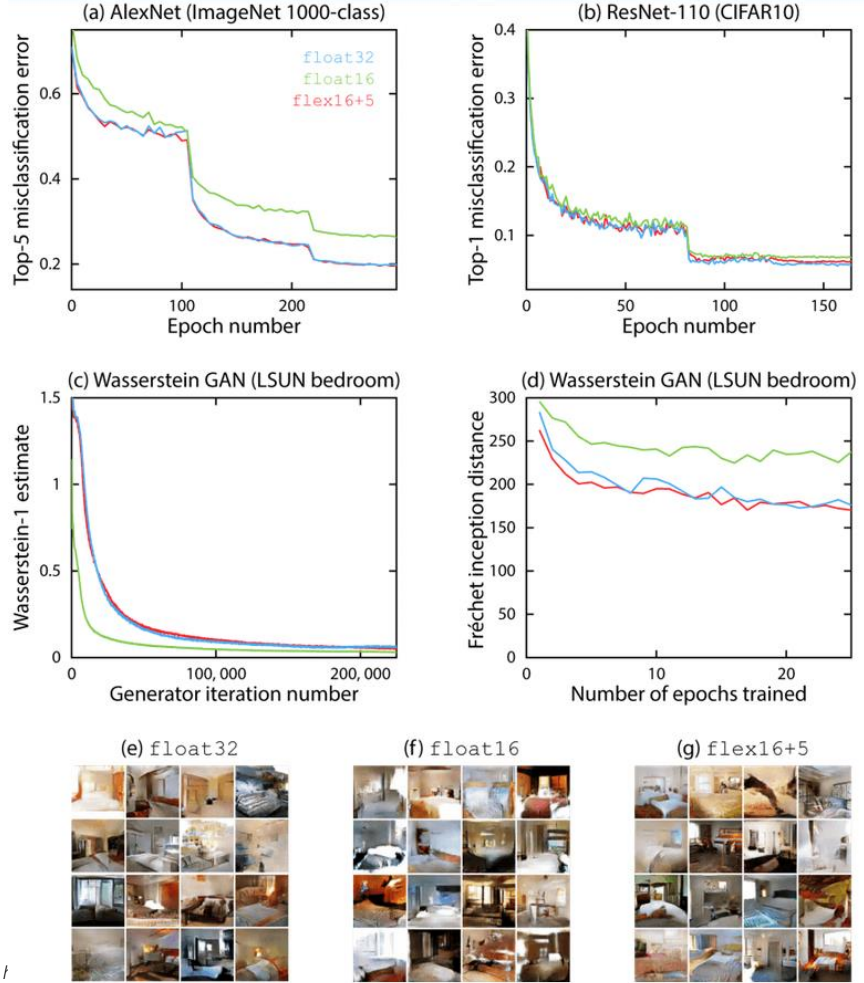 (a) AlexNet (ImageNet 1000-class)
Top-5 misclassification error
0.6
0.4
0.2
float32
float16
flex16+5
0
100
200
Epoch number
(b) ResNet-110 (CIFAR10)
Top-1 misclassification error
0.4
0.3
0.2
0.1
0
50
100
150
Epoch number
(c) Wasserstein GAN (LSUN bedroom)
Wasserstein-1 estimate
1.5
1
0.5
0
0
100,000
200,000
Generator iteration number
(d) Wasserstein GAN (LSUN bedroom)
Fréchet inception distance
300
250
200
150
100
50
0
0
10
20
Number of epochs trained
(e) float32
(f) float16
(g) flex16+5